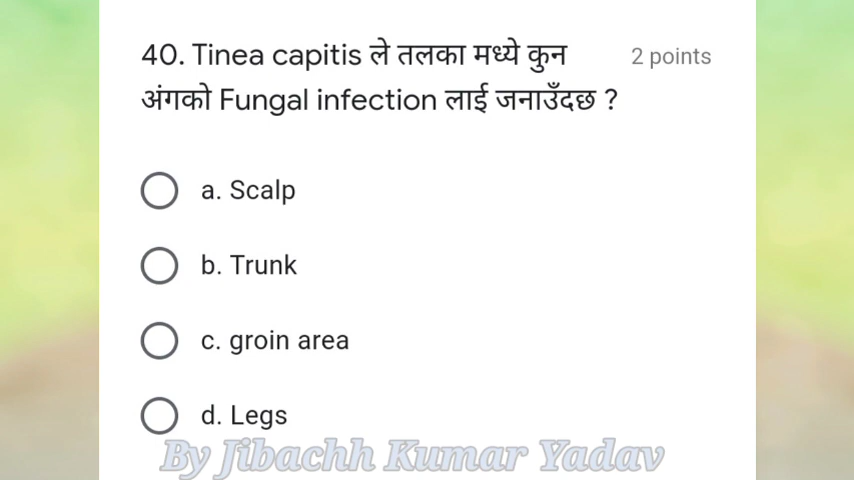 40. Tinea capitis ले तलका मध्ये कुन
2 points
अंगको Fungal infection लाई जनाउँदछ ?
a. Scalp
b. Trunk
c. groin area
d. Legs
By Jibachh Kumar Yadav